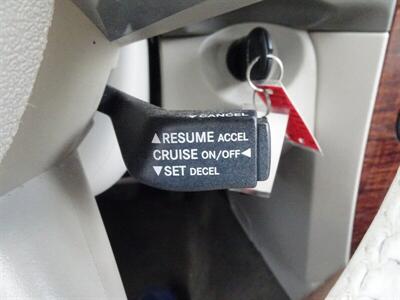 ▼CANCEL
▲RESUME ACCEL
CRUISE ON/OFF◀
▼SET DECEL